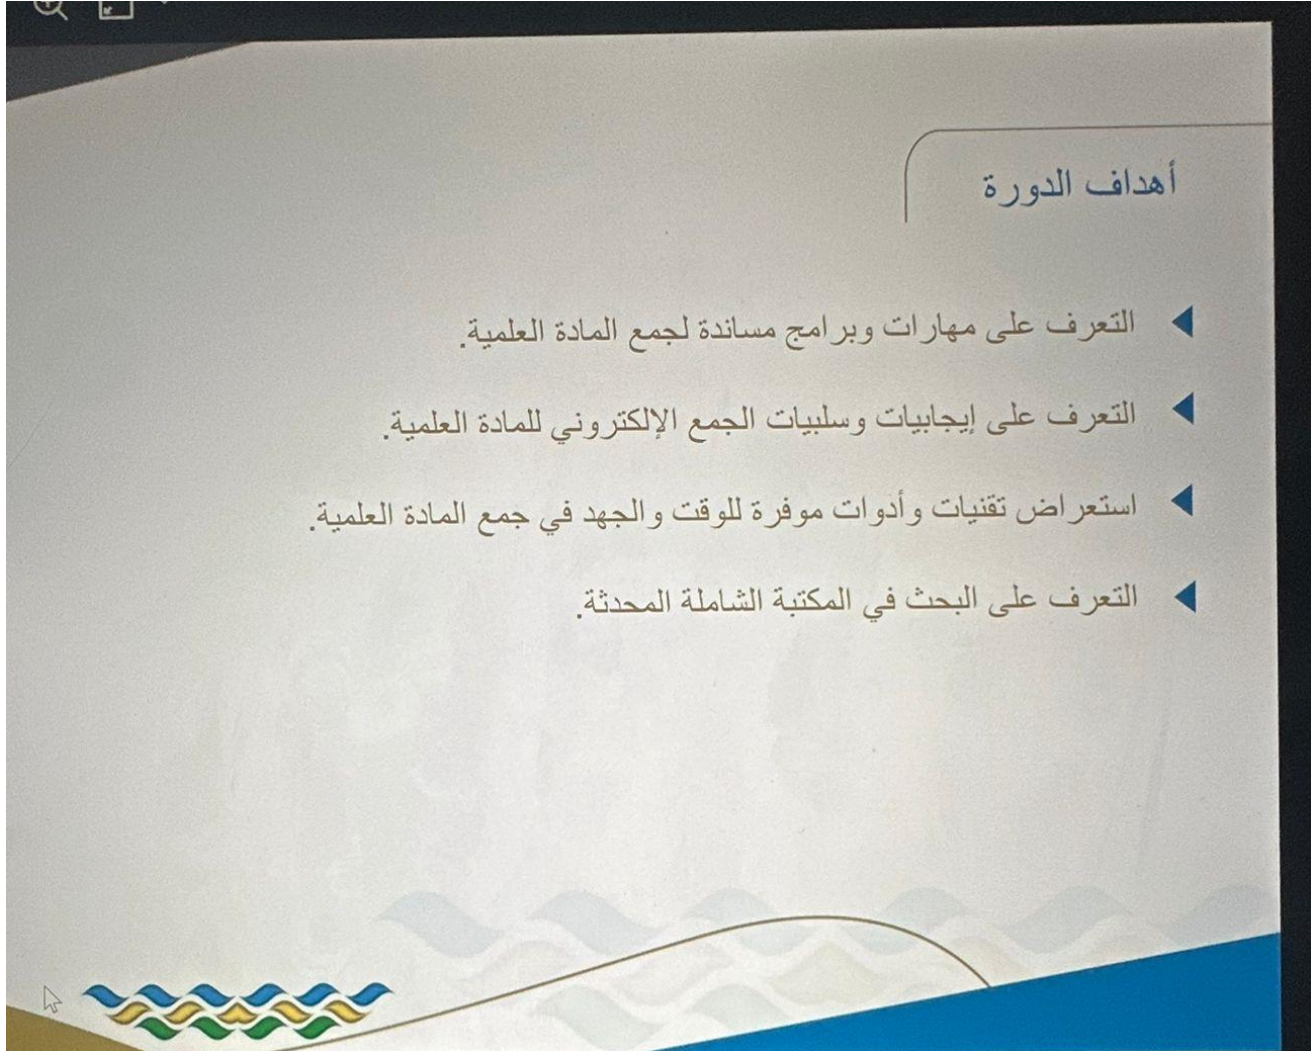 أهداف الدورة
التعرف على مهارات وبرامج مساندة لجمع المادة العلمية.
التعرف على إيجابيات وسلبيات الجمع الإلكتروني للمادة العلمية.
استعراض تقنيات وأدوات موفرة للوقت والجهد في جمع المادة العلمية.
التعرف على البحث في المكتبة الشاملة المحدثة.